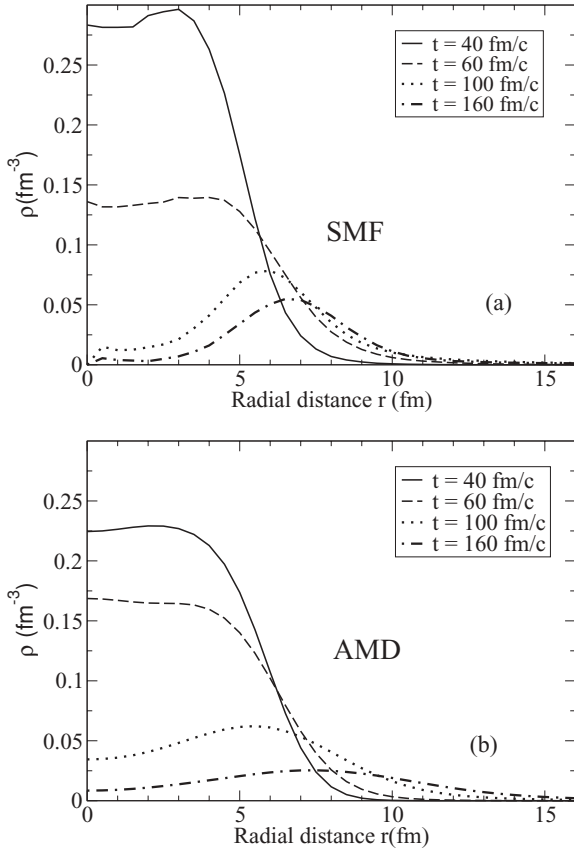 0.25
0.2
0.15
0.1
0.05
0
ρ(fm-3)
t = 40 fm/c
t = 60 fm/c
t = 100 fm/c
t = 160 fm/c
SMF
(a)
0 5 10 15
Radial distance r (fm)
0.25
0.2
0.15
0.1
0.05
0
ρ (fm-3)
t = 40 fm/c
t = 60 fm/c
t = 100 fm/c
t = 160 fm/c
AMD
(b)
0 5 10 15
Radial distance r(fm)